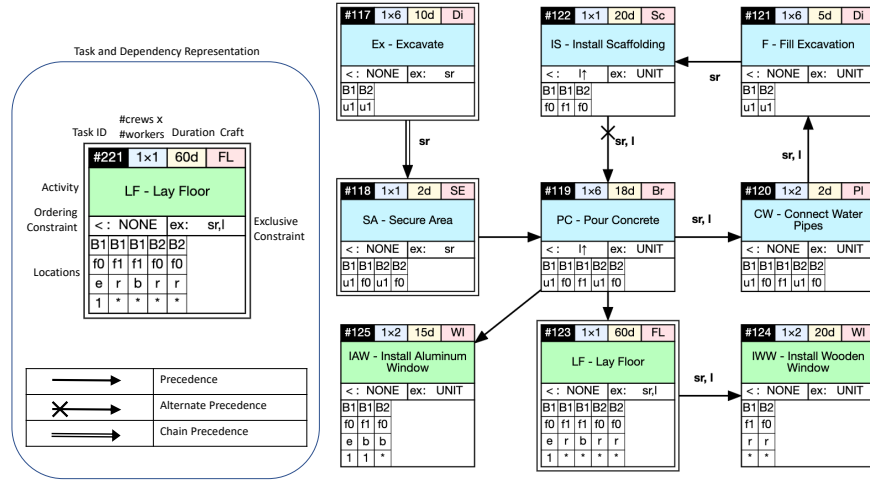 Task and Dependency Representation
#crews x
Task ID #workers Duration Craft
#221 1×1 60d FL
Activity LF - Lay Floor
Ordering
Constraint
< : NONE ex: sr,l
Exclusive
Constraint
Locations
B1 B1 B1 B2 B2
f0 f1 f1 f0 f0
e r b r r
1 * * * *
Precedence
Alternate Precedence
Chain Precedence
#117 1×6 10d Di
Ex - Excavate
< : NONE ex: sr
B1 B2
u1 u1
sr
#122 1×1 20d Sc
IS - Install Scaffolding
< : l↑ ex: UNIT
B1 B1 B2
f0 f1 f0
sr
#121 1×6 5d Di
F - Fill Excavation
< : NONE ex: UNIT
B1 B2
u1 u1
sr, l
sr, l
#118 1×1 2d SE
SA - Secure Area
< : NONE ex: sr
B1 B1 B2 B2
u1 f0 u1 f0
#119 1×6 18d Br
PC - Pour Concrete
< : l↑ ex: UNIT
B1 B1 B1 B2 B2
u1 f0 f1 u1 f0
sr, l
#120 1×2 2d Pl
CW - Connect Water
Pipes
< : NONE ex: UNIT
B1 B1 B1 B2 B2
u1 f0 f1 u1 f0
#125 1×2 15d WI
IAW - Install Aluminum
Window
< : NONE ex: UNIT
B1 B1 B2
f0 f1 f0
e b b
1 1 *
#123 1×1 60d FL
LF - Lay Floor
< : NONE ex: sr,l
B1 B1 B1 B2 B2
f0 f1 f1 f0 f0
e r b r r
1 * * * *
sr, l
#124 1×2 20d WI
IWW - Install Wooden
Window
< : NONE ex: UNIT
B1 B2
f1 f0
r r
* *